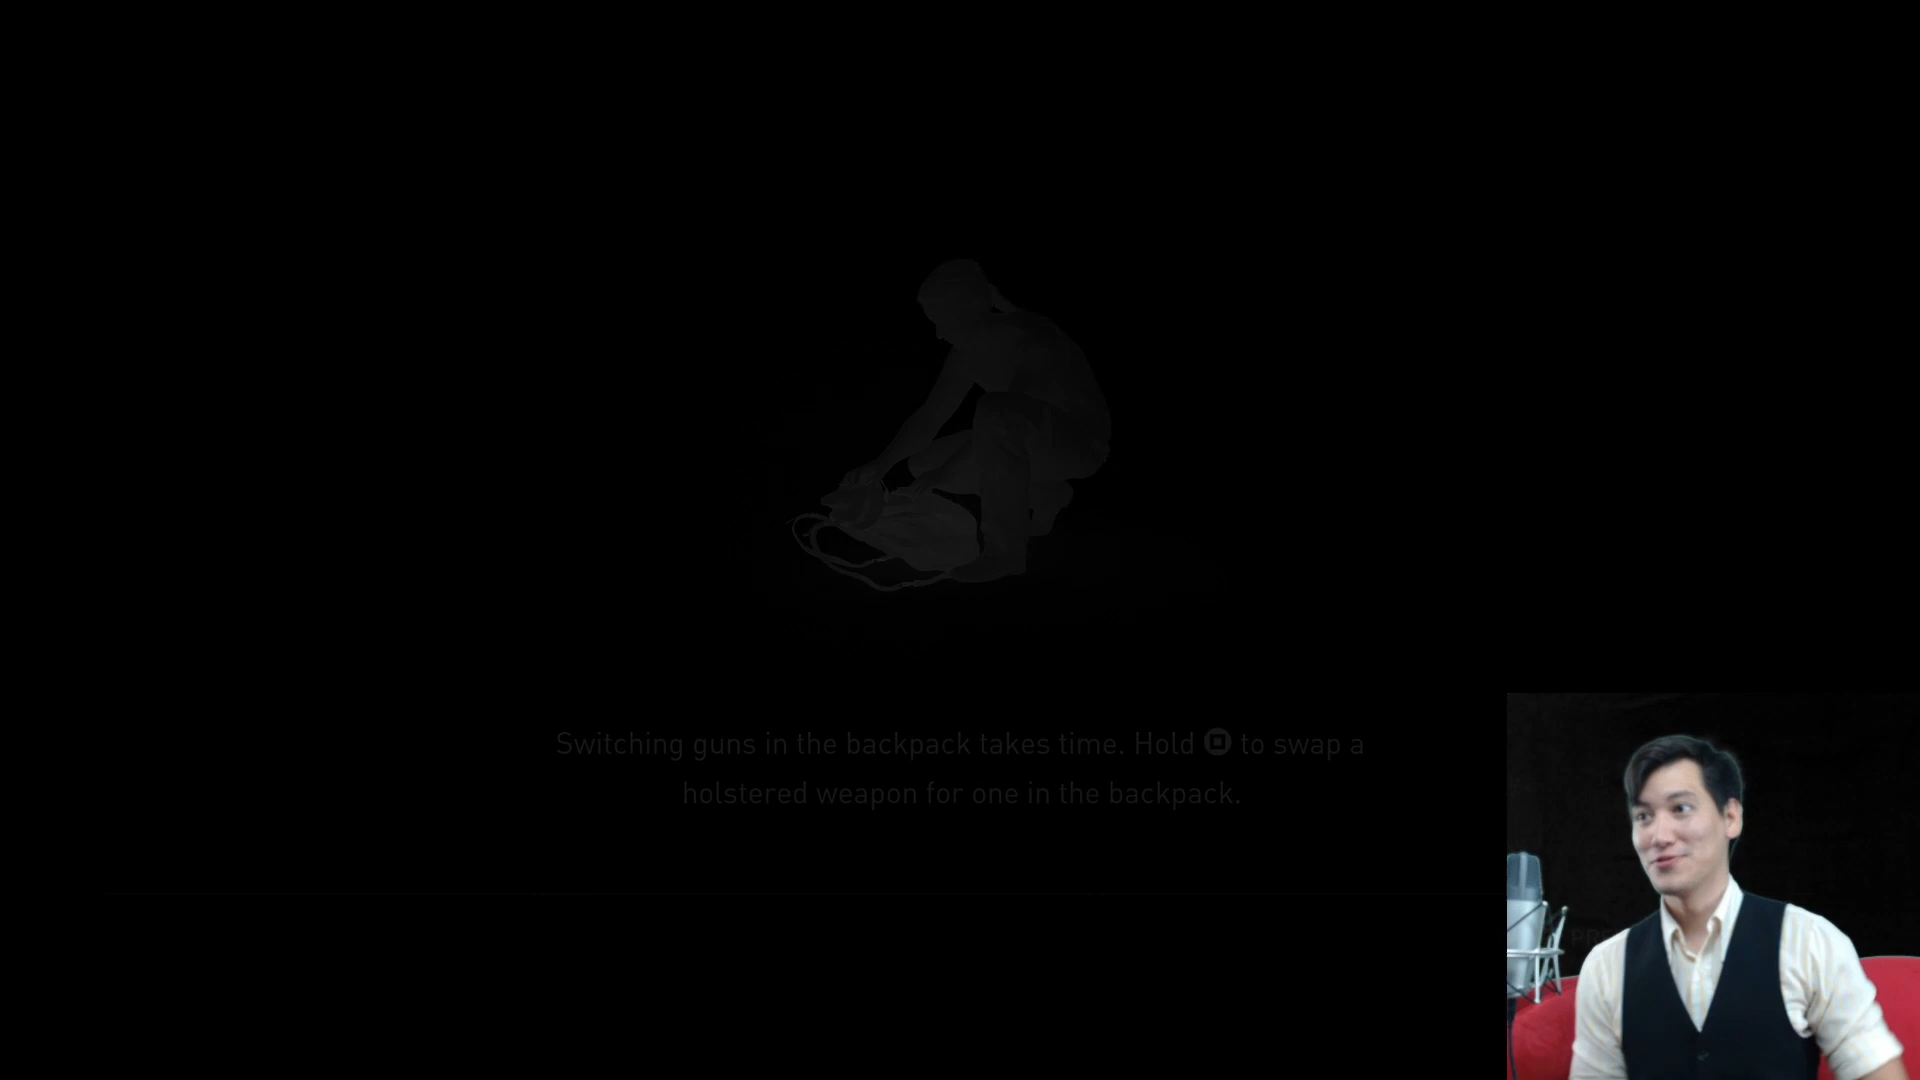 Switching guns in the backpack takes time. Hold to swap a
holstered weapon for one in the backpack.